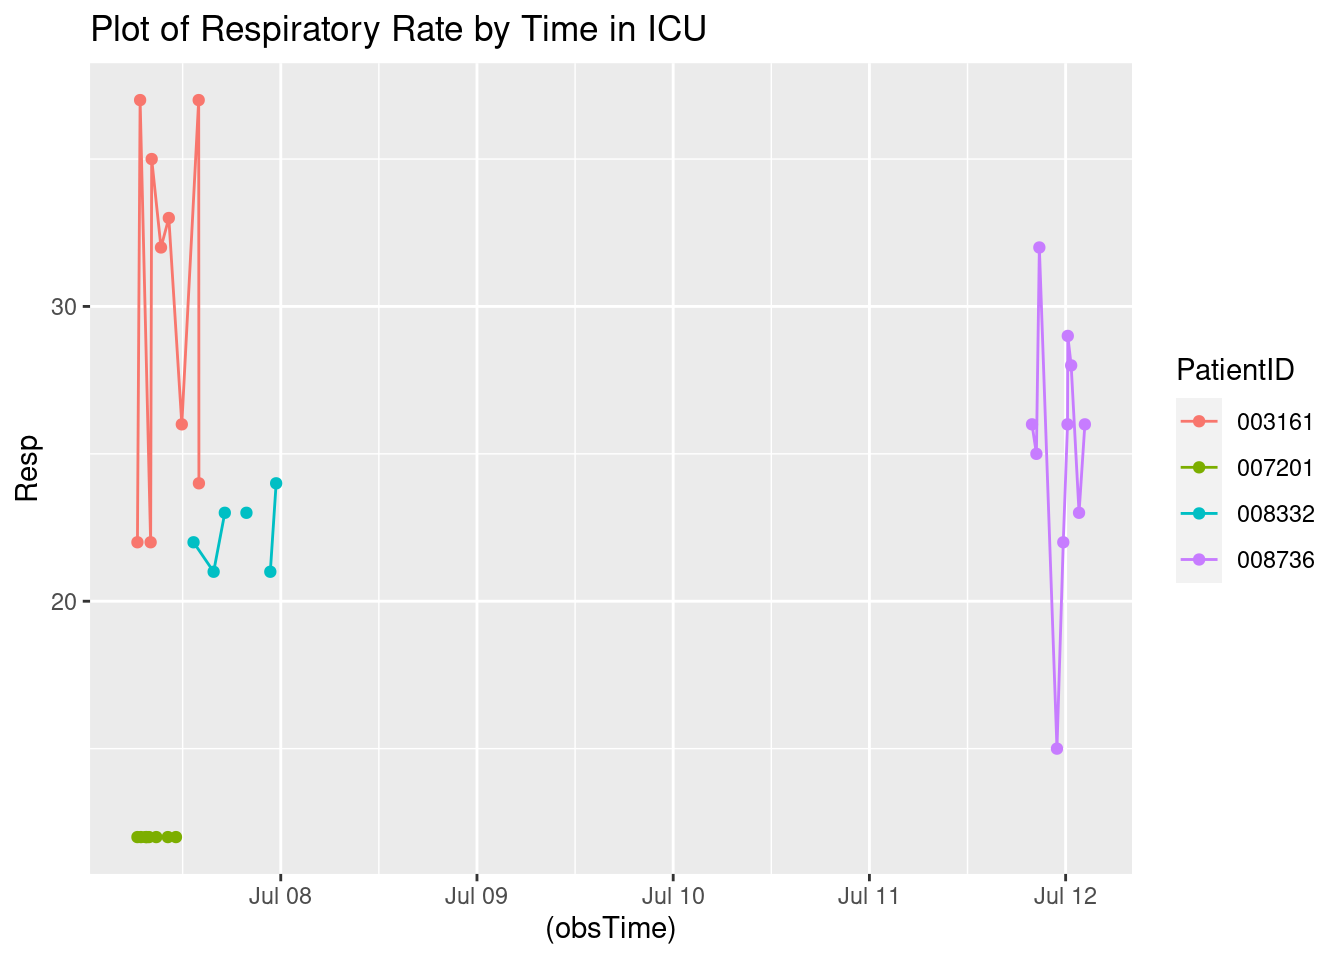 Plot of Respiratory Rate by Time in ICU
Resp
30
20
Jul 08
Jul 09
Jul 10
Jul 11
Jul 12
(obsTime)
PatientID
003161
007201
008332
008736